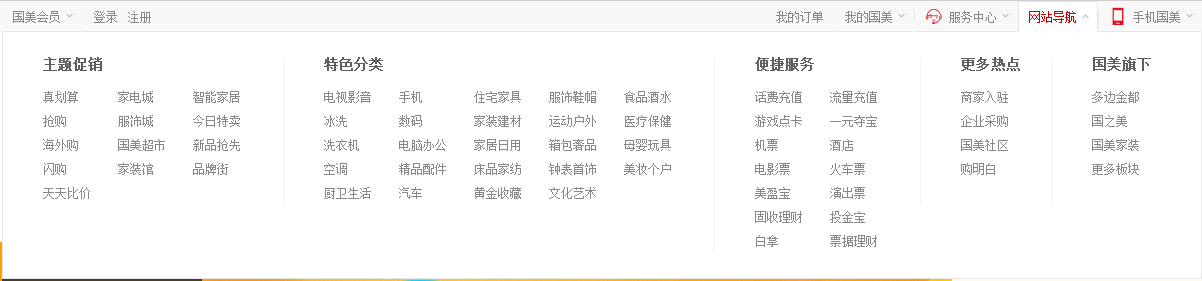 国美会员 登录 注册 我的订单 我的国美 服务中心 网站导航 手机国美
主题促销 特色分类 便捷服务 更多热点 国美旗下
真划算 家电城 智能家居 电视影音 手机 住宅家具 服饰鞋帽 食品酒水 话费充值 流量充值 商家入驻 多边金都
抢购 服饰城 今日特卖 冰洗 数码 家装建材 运动户外 医疗保健 游戏点卡 一元夺宝 企业采购 国之美
海外购 国美超市 新品抢先 洗衣机 电脑办公 家居日用 箱包奢品 母婴玩具 机票 酒店 国美社区 国美家装
闪购 家装馆 品牌街 空调 精品配件 床品家纺 钟表首饰 美妆个户 电影票 火车票 购明白 更多板块
天天比价 厨卫生活 汽车 黄金收藏 文化艺术 美盈宝 演出票
固收理财 投金宝
白拿 票据理财